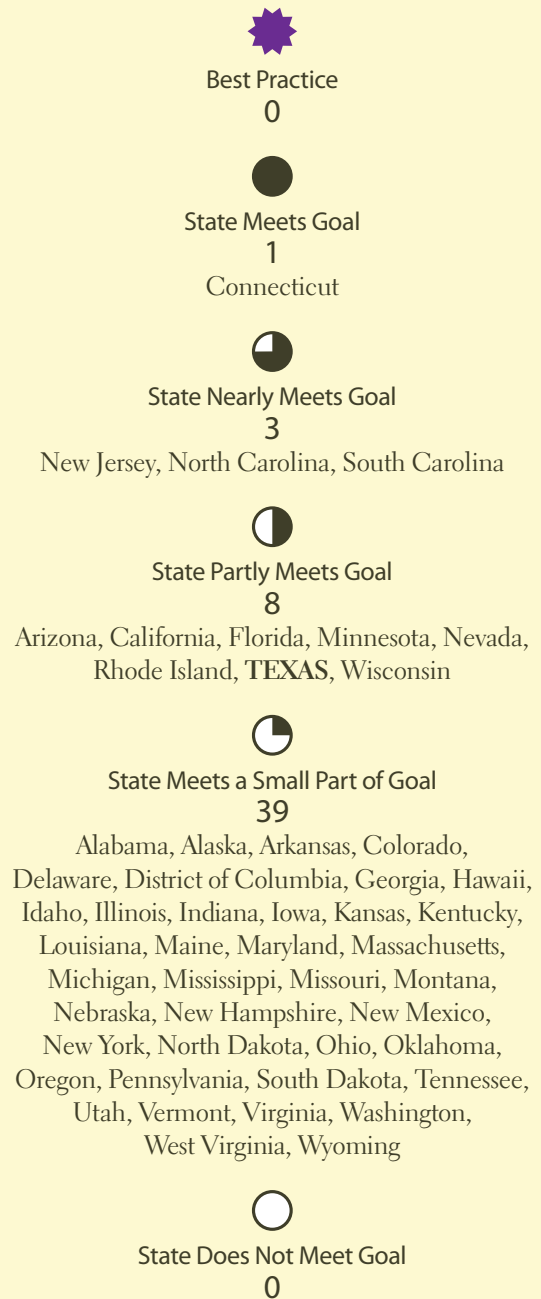 Best Practice
0
State Meets Goal
1
Connecticut
State Nearly Meets Goal
3
New Jersey, North Carolina, South Carolina
State Partly Meets Goal
8
Arizona, California, Florida, Minnesota, Nevada,
Rhode Island, TEXAS, Wisconsin
State Meets a Small Part of Goal
39
Alabama, Alaska, Arkansas, Colorado,
Delaware, District of Columbia, Georgia, Hawaii,
Idaho, Illinois, Indiana, Iowa, Kansas, Kentucky,
Louisiana, Maine, Maryland, Massachusetts,
Michigan, Mississippi, Missouri, Montana,
Nebraska, New Hampshire, New Mexico,
New York, North Dakota, Ohio, Oklahoma,
Oregon, Pennsylvania, South Dakota, Tennessee,
Utah, Vermont, Virginia, Washington,
West Virginia, Wyoming
State Does Not Meet Goal
0